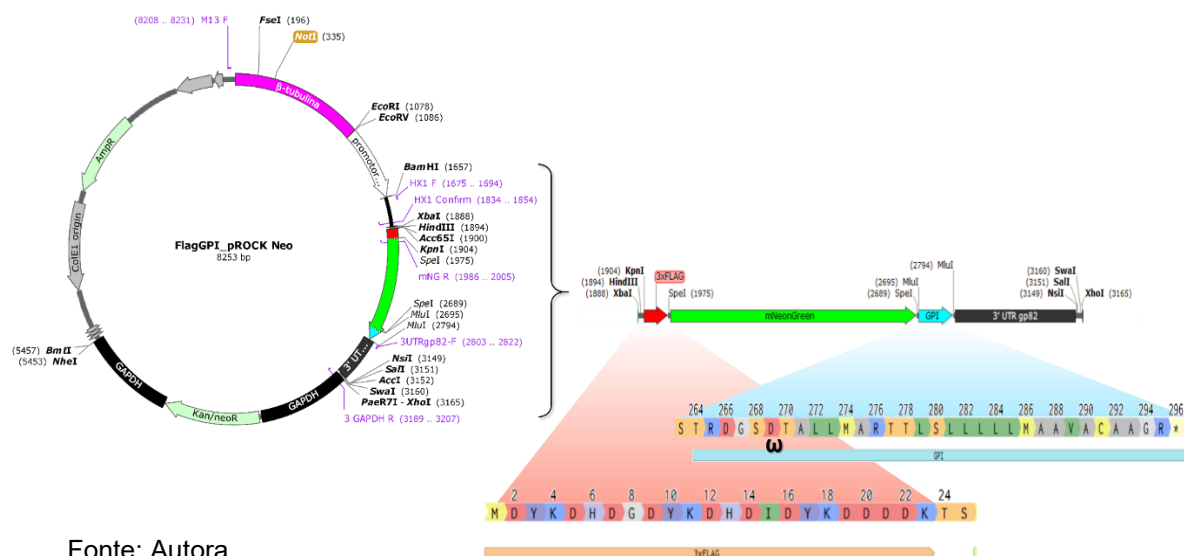 (8208 .. 8231) M13 F
FseI (196)
NotI (335)
β-tubulina
EcoRI (1078)
EcoRV (1086)
promotor...
BamHI (1657)
HX1 F (1675 .. 1694)
HX1 Confirm (1834 .. 1854)
XbaI (1888)
HindIII (1894)
Acc65I (1900)
KpnI (1904)
SpeI (1975)
mNG R (1986 .. 2005)
SpeI (2689)
MluI (2695)
MluI (2794)
3UTRgp82-F (2803 .. 2822)
3' UT...
NsiI (3149)
SalI (3151)
AccI (3152)
SwaI (3160)
PaeR7I - XhoI (3165)
3 GAPDH R (3189 .. 3207)
GAPDH
Kan/neoR
GAPDH
(5457) BmtI
(5453) NheI
ColE1 origin
AmpR
FlagGPI_pROCK Neo
8253 bp
(1904) KpnI
(1894) HindIII
(1888) XbaI
3xFLAG
SpeI (1975)
mNeonGreen
(2794) MluI
(2695) MluI
(2689) SpeI
GPI
3' UTR gp82
(3160) SwaI
(3151) SalI
(3149) NsiI
XhoI (3165)
264 266 268 270 272 274 276 278 280 282 284 286 288 290 292 294 296
S T R D G S D T A L L M A R T T L S L L L L L M A A V A C A A G R *
ω
GPI
2 4 6 8 10 12 14 16 18 20 22 24
M D Y K D H D G D Y K D H D I D Y K D D D D K T S
3xFLAG
Fonte: Autora